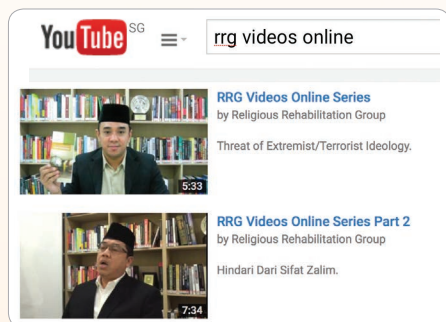 YouTube SG
rrg videos online
RRG Videos Online Series
by Religious Rehabilitation Group
Threat of Extremist/Terrorist Ideology.
5:33
RRG Videos Online Series Part 2
by Religious Rehabilitation Group
Hindari Dari Sifat Zalim.
7:34